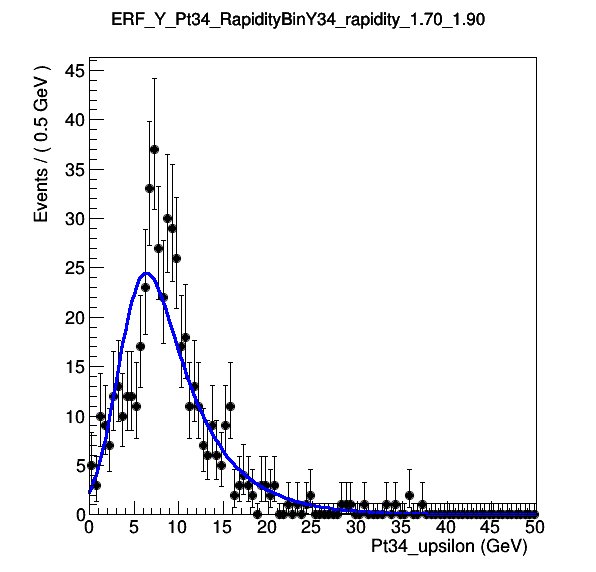 ERF_Y_Pt34_RapidityBinY34_rapidity_1.70_1.90
Events / ( 0.5 GeV )
45
40
35
30
25
20
15
10
5
0
0 5 10 15 20 25 30 35 40 45 50
Pt34_upsilon (GeV)